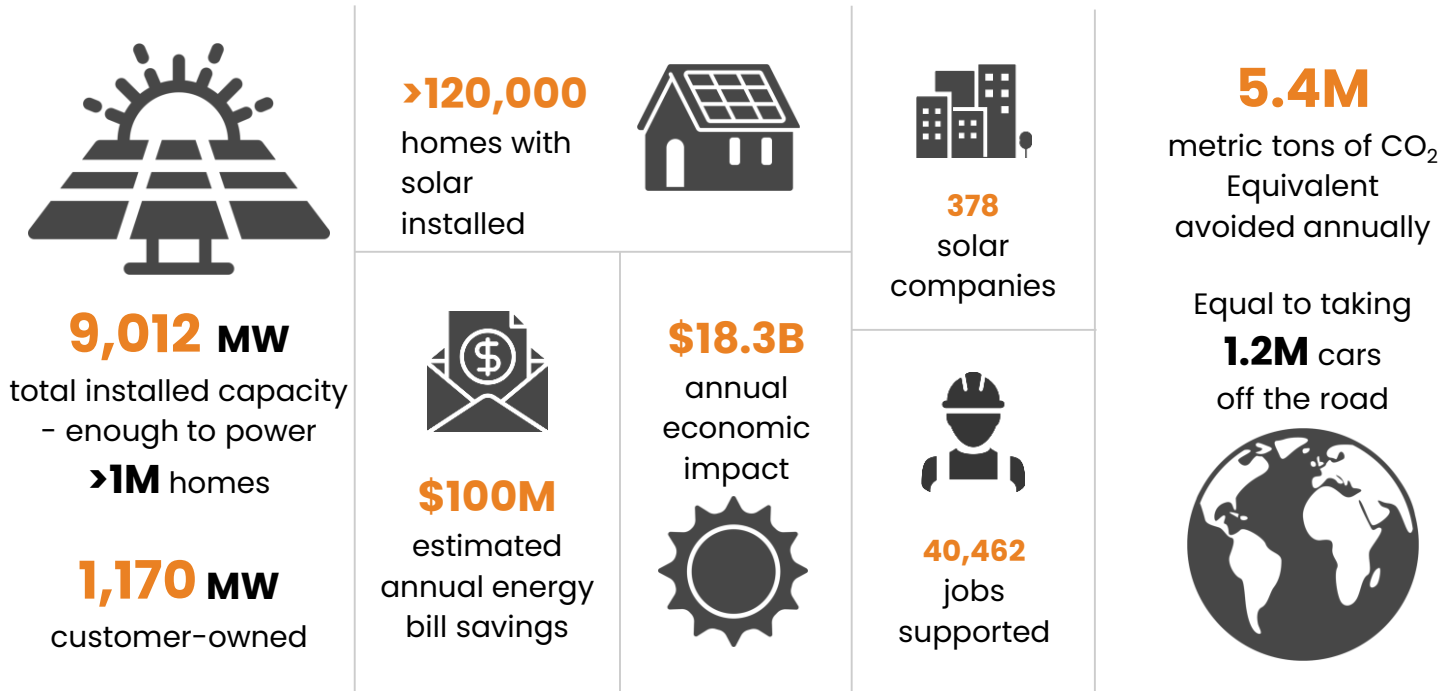 9,012 MW
total installed capacity
- enough to power
>1M homes
1,170 MW
customer-owned
>120,000
homes with
solar
installed
$100M
estimated
annual energy
bill savings
$18.3B
annual
economic
impact
378
solar
companies
40,462
jobs
supported
5.4M
metric tons of CO₂
Equivalent
avoided annually
Equal to taking
1.2M cars
off the road